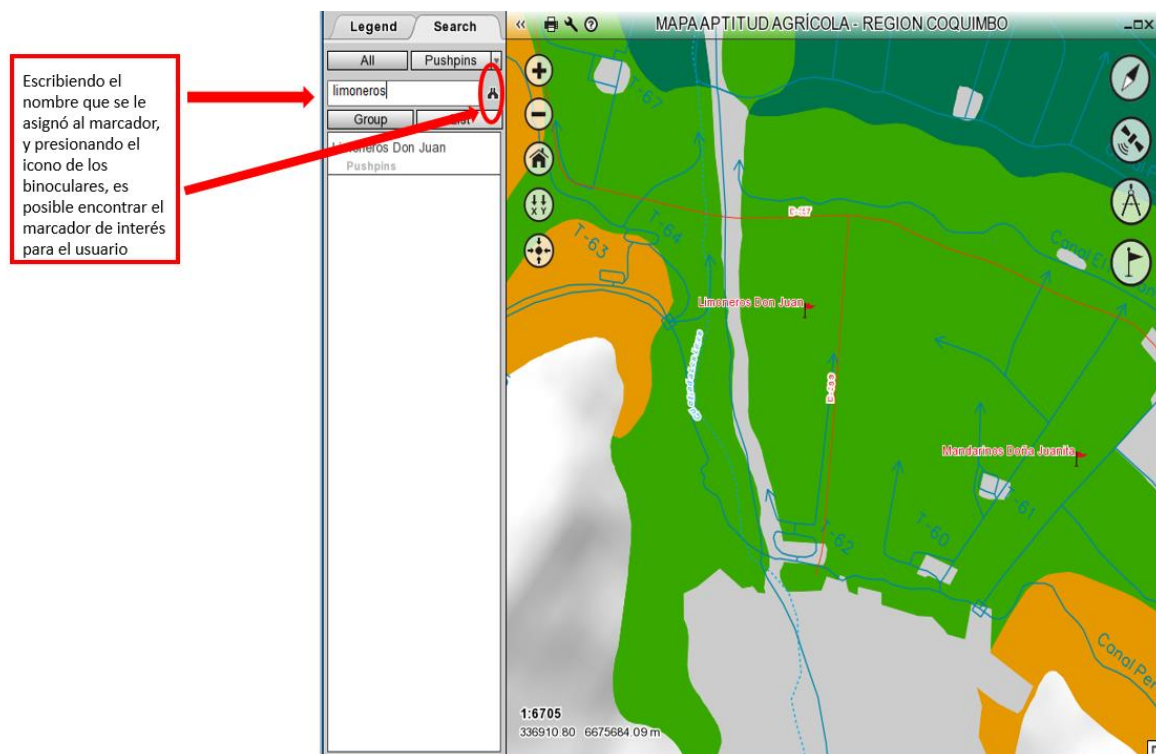 Escribiendo el
nombre que se le
asignó al marcador,
y presionando el
icono de los
binoculares, es
posible encontrar el
marcador de interés
para el usuario
Legend
Search
All
Pushpins
limoneros
Group
Limoneros Don Juan
Pushpins
MAPA APTITUD AGRÍCOLA - REGION COQUIMBO
X Y
T-67
T-64
T-63
Canal El
Limoneros Don Juan
Mandarinos Doña Juanita
T-61
T-60
T-62
Canal Per
1:6705
336910.80 6675684.09 m